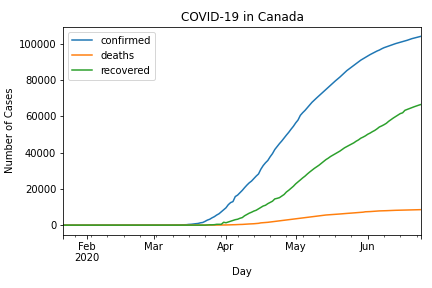 COVID-19 in Canada
confirmed
deaths
recovered
100000
80000
60000
40000
20000
0
Number of Cases
Feb
2020
Mar
Apr
May
Jun
Day